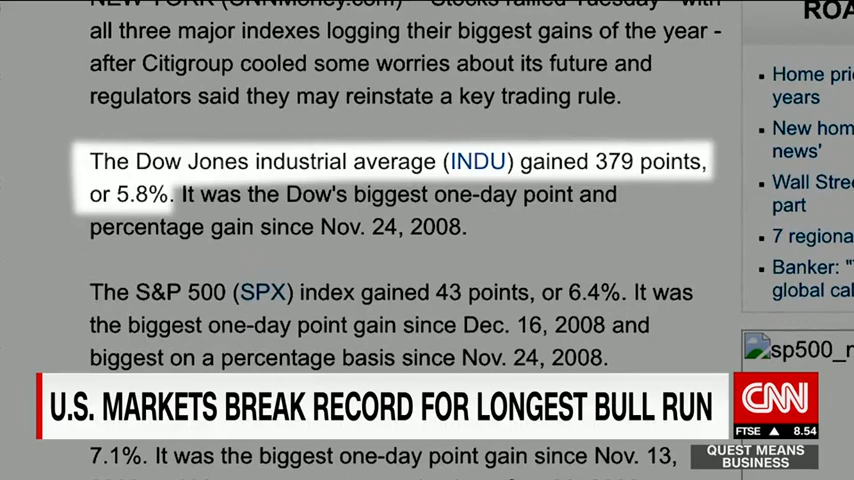 all three major indexes logging their biggest gains of the year -
after Citigroup cooled some worries about its future and
regulators said they may reinstate a key trading rule.
The Dow Jones industrial average (INDU) gained 379 points,
or 5.8%. It was the Dow's biggest one-day point and
percentage gain since Nov. 24, 2008.
The S&P 500 (SPX) index gained 43 points, or 6.4%. It was
the biggest one-day point gain since Dec. 16, 2008 and
biggest on a percentage basis since Nov. 24, 2008.
7.1%. It was the biggest one-day point gain since Nov. 13,
ROA
Home pri
years
New hom
news'
Wall Stre
part
7 regiona
Banker: "T
global cal
sp500_n
U.S. MARKETS BREAK RECORD FOR LONGEST BULL RUN
CNN
FTSE ▲ 8.54
QUEST MEANS
BUSINESS